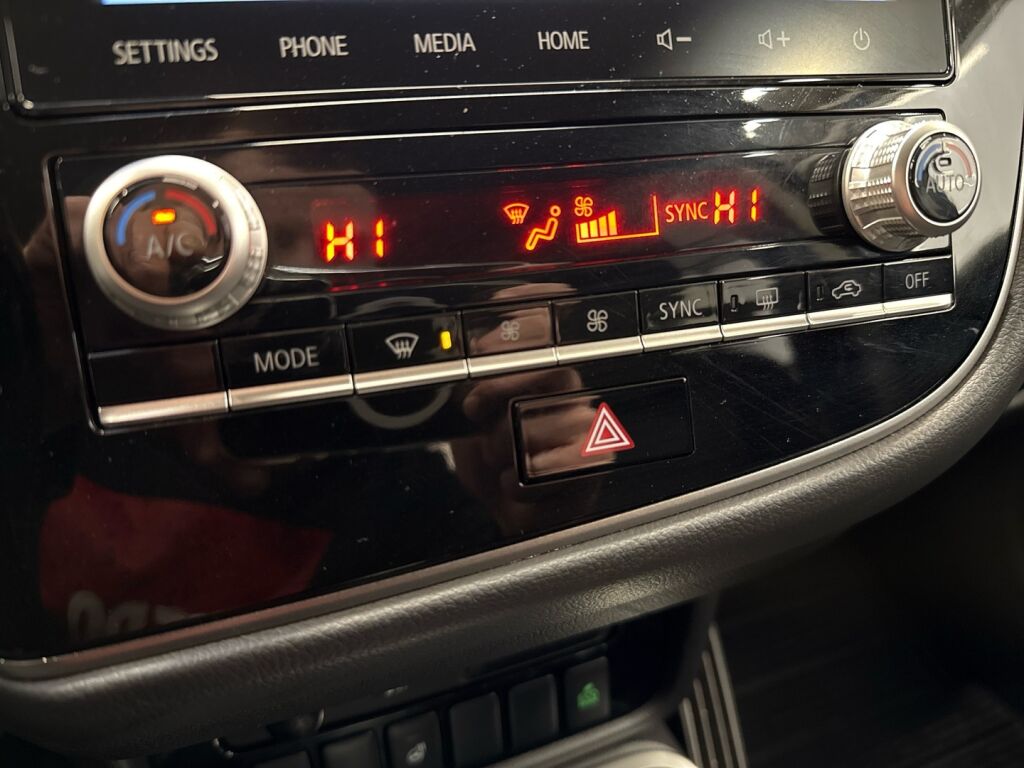 SETTINGS PHONE MEDIA HOME
A/C HI SYNC HI AUTO
MODE SYNC OFF